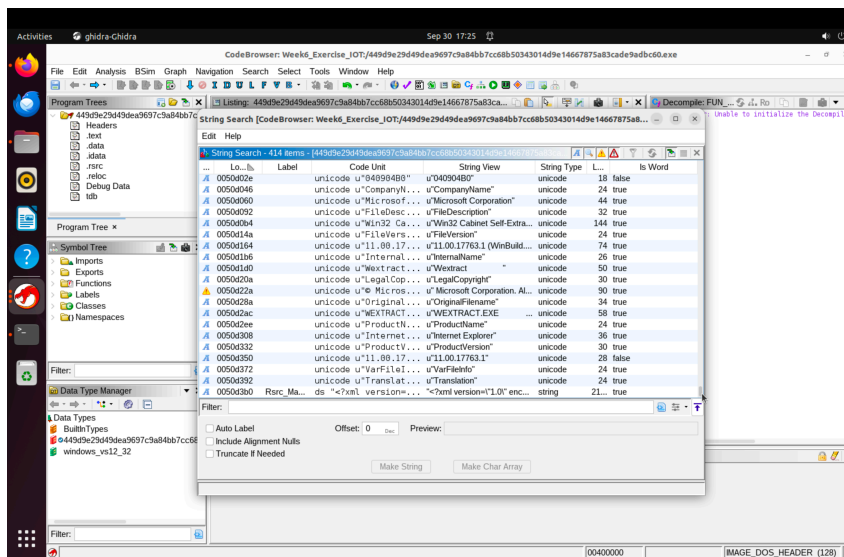 Activities ghidra-Ghidra Sep 30 17:25
CodeBrowser: Week6_Exercise_IOT:/449d9e29d49dea9697c9a84bb7cc68b50343014d9e14667875a83cade9adbc60.exe
File Edit Analysis BSim Graph Navigation Search Select Tools Window Help
Program Trees
Listing: 449d9e29d49dea9697c9a84bb7cc68b50343014d9e14667875a83ca...
Decompile: FUN_...
Unable to initialize the Decompil
449d9e29d49dea9697c9a84bb7c
Headers
.text
.data
.idata
.rsrc
.reloc
Debug Data
tdb
Program Tree
Symbol Tree
Imports
Exports
Functions
Labels
Classes
Namespaces
Filter:
Data Type Manager
Data Types
BuiltInTypes
449d9e29d49dea9697c9a84bb7cc68
windows_vs12_32
Filter:
String Search [CodeBrowser: Week6_Exercise_IOT:/449d9e29d49dea9697c9a84bb7cc68b50343014d9e14667875a8...
Edit Help
String Search - 414 items - [449d9e29d49dea9697c9a84bb7cc68b50343014d9e14667875
... Lo... Label Code Unit String View String Type L... Is Word
0050d02e unicode u"040904B0" u"040904B0" unicode 18 false
0050d046 unicode u"CompanyN... u"CompanyName" unicode 24 true
0050d060 unicode u"Microsof... u"Microsoft Corporation" unicode 44 true
0050d092 unicode u"FileDesc... u"FileDescription" unicode 32 true
0050d0b4 unicode u"Win32 Ca... u"Win32 Cabinet Self-Extra... unicode 144 true
0050d14a unicode u"FileVers... u"FileVersion" unicode 24 true
0050d164 unicode u"11.00.17... u"11.00.17763.1 (WinBuild.... unicode 74 true
0050d1b6 unicode u"Internal... u"InternalName" unicode 26 true
0050d1d0 unicode u"Wextract... u"Wextract " unicode 50 true
0050d20a unicode u"LegalCop... u"LegalCopyright" unicode 30 true
0050d22a unicode u"© Micros... u" Microsoft Corporation. Al... unicode 90 true
0050d28a unicode u"Original... u"OriginalFilename" unicode 34 true
0050d2ac unicode u"WEXTRACT... u"WEXTRACT.EXE ... unicode 58 true
0050d2ee unicode u"ProductN... u"ProductName" unicode 24 true
0050d308 unicode u"Internet... u"Internet Explorer" unicode 36 true
0050d332 unicode u"ProductV... u"ProductVersion" unicode 30 true
0050d350 unicode u"11.00.17... u"11.00.17763.1" unicode 28 false
0050d372 unicode u"VarFileI... u"VarFileInfo" unicode 24 true
0050d392 unicode u"Translat... u"Translation" unicode 24 true
0050d3b0 Rsrc_Ma... ds "<?xml version=... "<?xml version=\"1.0\" enc... string 21... true
Filter:
Auto Label Offset: 0 Dec Preview:
Include Alignment Nulls
Truncate If Needed
Make String Make Char Array
00400000 IMAGE_DOS_HEADER (128)